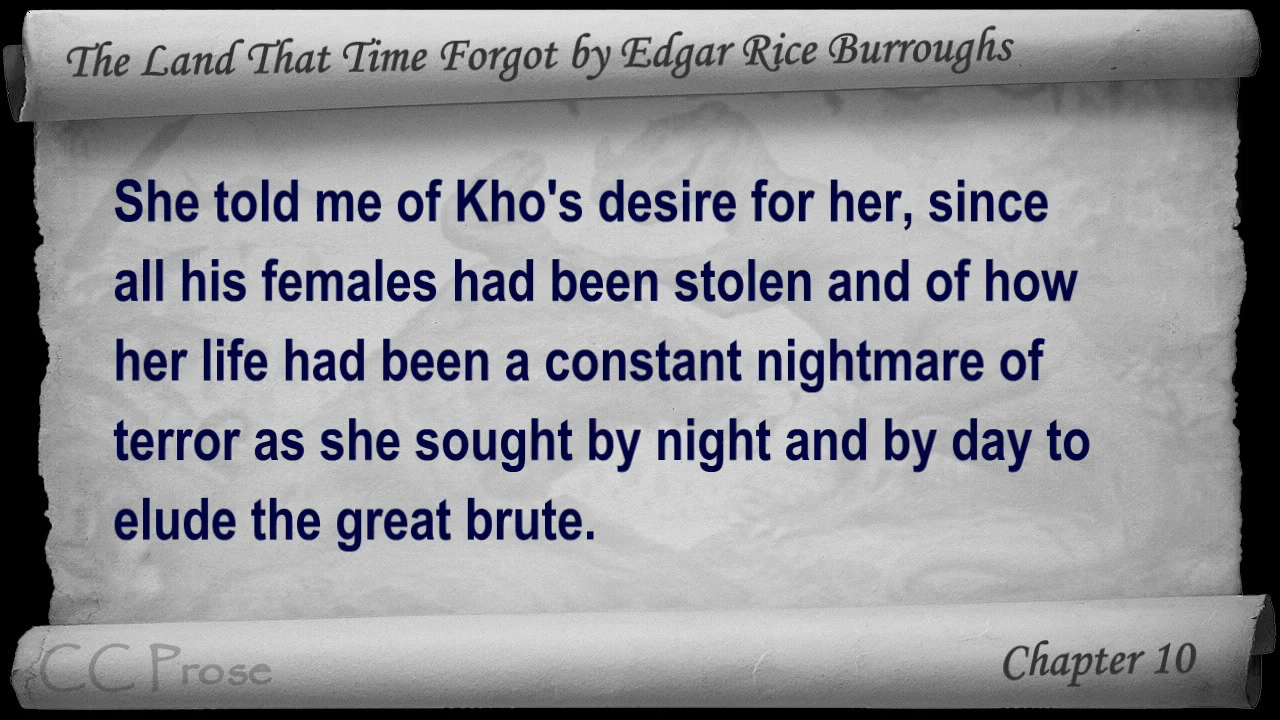 The Land That Time Forgot by Edgar Rice Burroughs
She told me of Kho's desire for her, since
all his females had been stolen and of how
her life had been a constant nightmare of
terror as she sought by night and by day to
elude the great brute.
CC Prose
Chapter 10